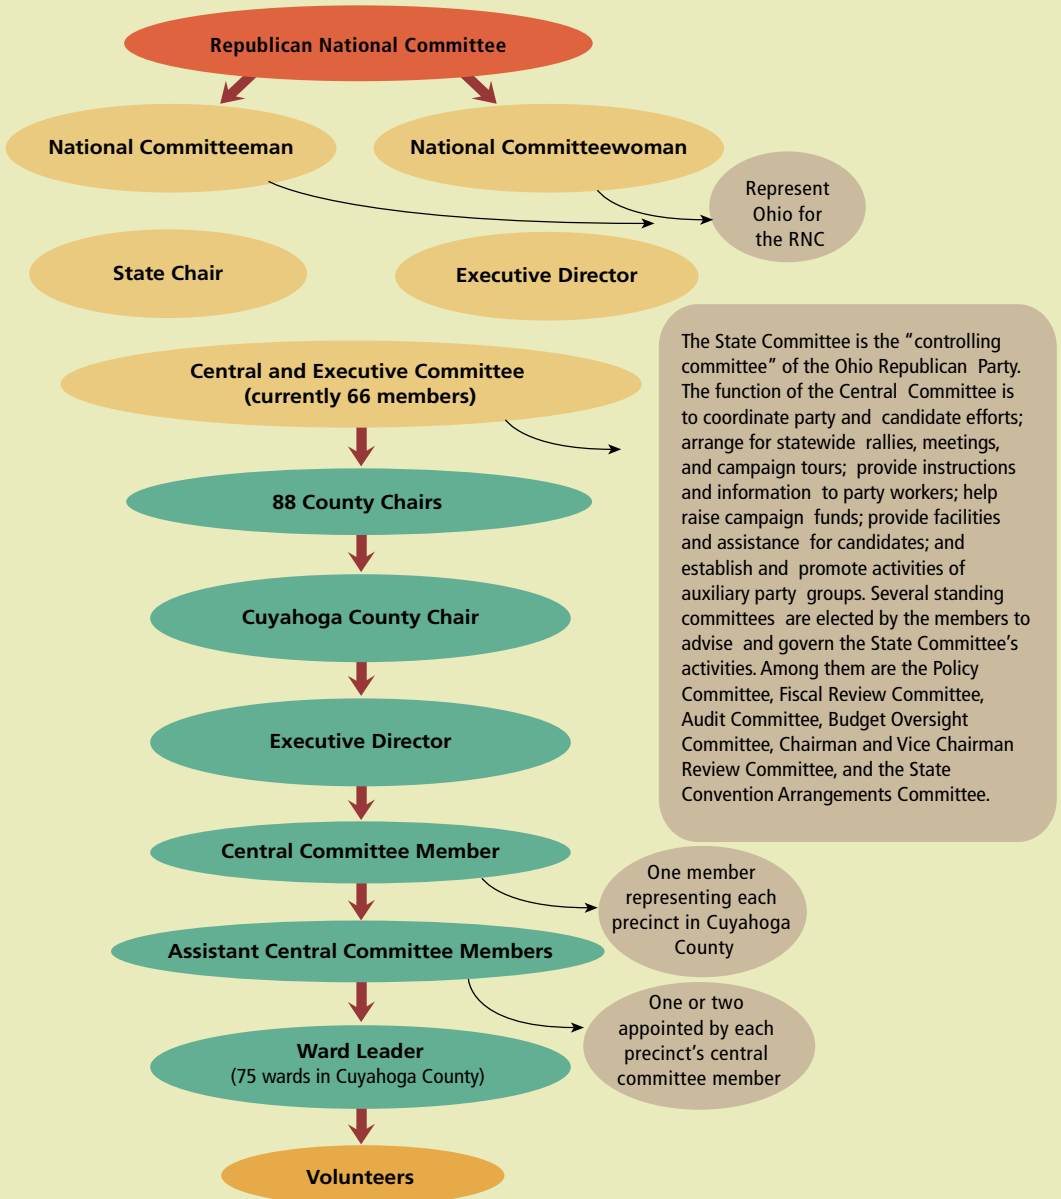 Republican National Committee
National Committeeman
National Committeewoman
Represent
Ohio for
the RNC
State Chair
Executive Director
Central and Executive Committee
(currently 66 members)
The State Committee is the “controlling
committee” of the Ohio Republican Party.
The function of the Central Committee is
to coordinate party and candidate efforts;
arrange for statewide rallies, meetings,
and campaign tours; provide instructions
and information to party workers; help
raise campaign funds; provide facilities
and assistance for candidates; and
establish and promote activities of
auxiliary party groups. Several standing
committees are elected by the members to
advise and govern the State Committee’s
activities. Among them are the Policy
Committee, Fiscal Review Committee,
Audit Committee, Budget Oversight
Committee, Chairman and Vice Chairman
Review Committee, and the State
Convention Arrangements Committee.
88 County Chairs
Cuyahoga County Chair
Executive Director
Central Committee Member
One member
representing each
precinct in Cuyahoga
County
Assistant Central Committee Members
One or two
appointed by each
precinct’s central
committee member
Ward Leader
(75 wards in Cuyahoga County)
Volunteers